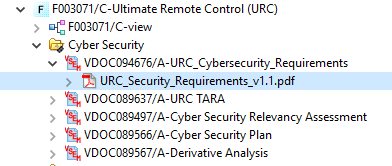 F F003071/C-Ultimate Remote Control (URC)
F003071/C-view
Cyber Security
VDOC094676/A-URC_Cybersecurity_Requirements
URC_Security_Requirements_v1.1.pdf
VDOC089637/A-URC TARA
VDOC089497/A-Cyber Security Relevancy Assessment
VDOC089566/A-Cyber Security Plan
VDOC089567/A-Derivative Analysis